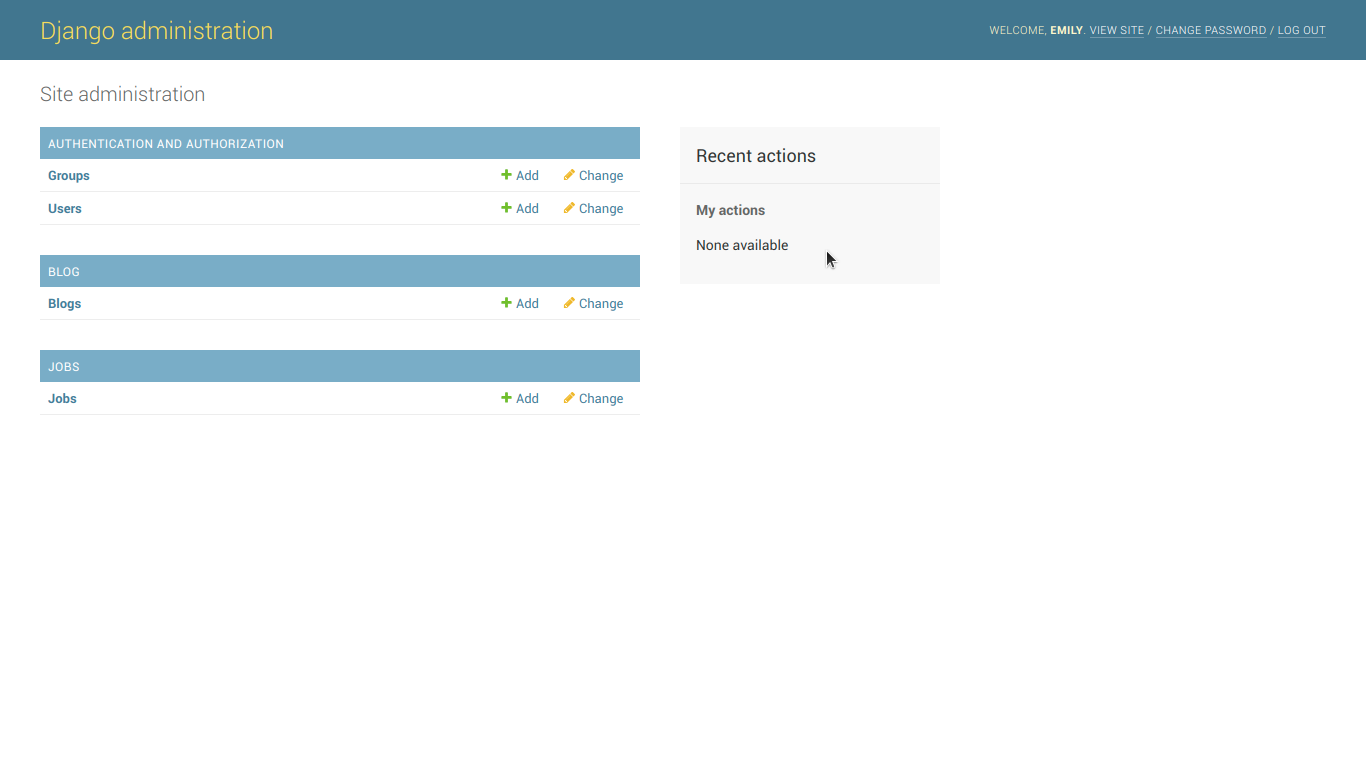 Django administration
WELCOME, EMILY. VIEW SITE / CHANGE PASSWORD / LOG OUT
Site administration
AUTHENTICATION AND AUTHORIZATION
Groups Add Change
Users Add Change
BLOG
Blogs Add Change
JOBS
Jobs Add Change
Recent actions
My actions
None available